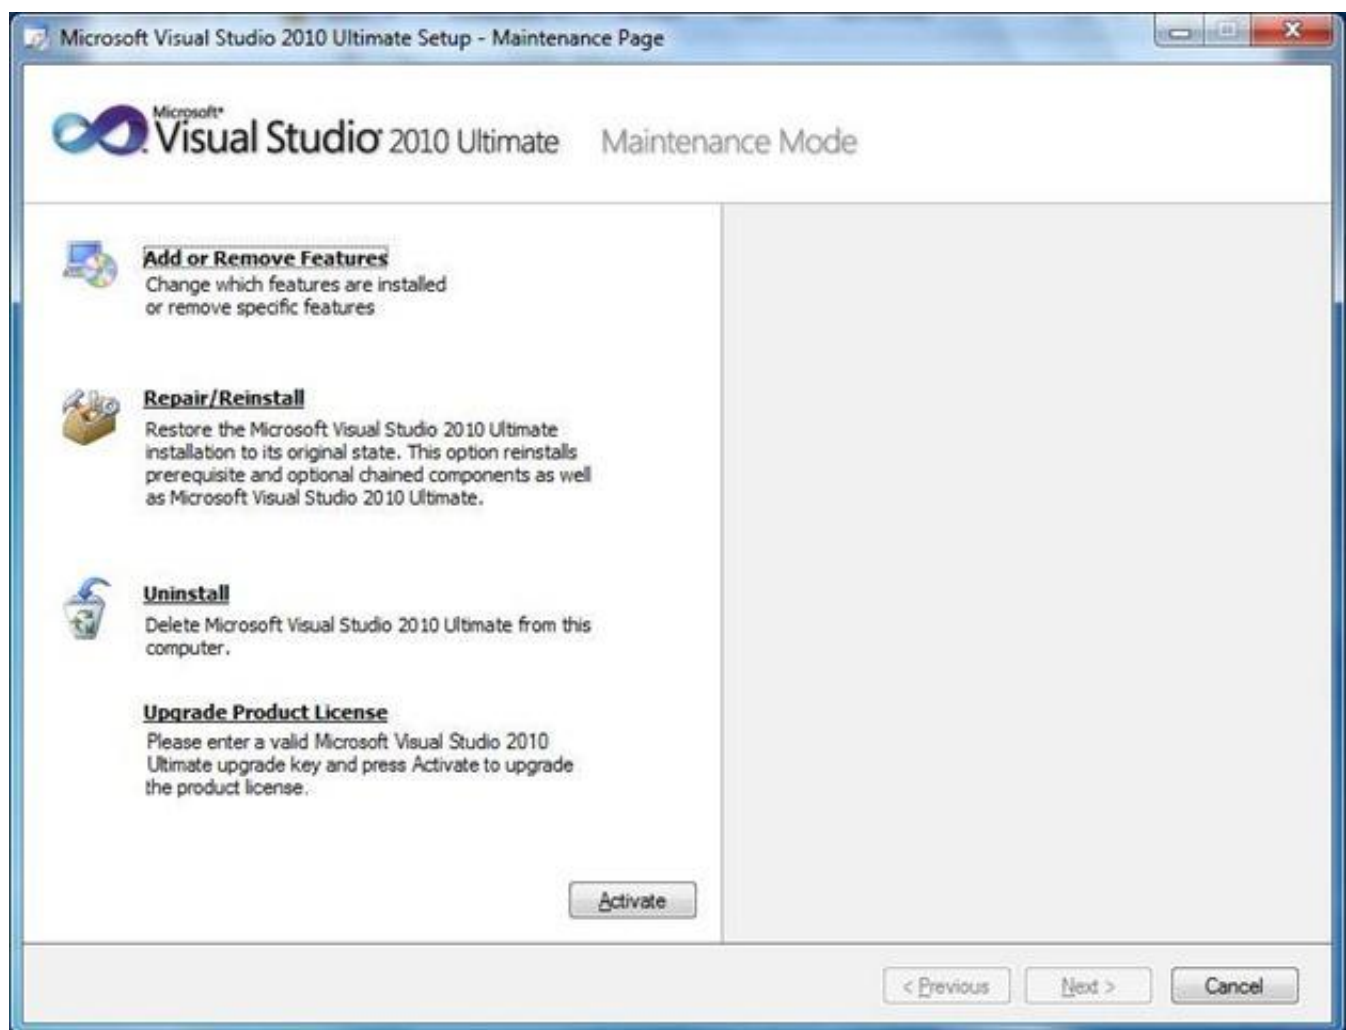 Microsoft Visual Studio 2010 Ultimate Setup - Maintenance Page
Microsoft®
Visual Studio 2010 Ultimate Maintenance Mode
Add or Remove Features
Change which features are installed
or remove specific features
Repair/Reinstall
Restore the Microsoft Visual Studio 2010 Ultimate
installation to its original state. This option reinstalls
prerequisite and optional chained components as well
as Microsoft Visual Studio 2010 Ultimate.
Uninstall
Delete Microsoft Visual Studio 2010 Ultimate from this
computer.
Upgrade Product License
Please enter a valid Microsoft Visual Studio 2010
Ultimate upgrade key and press Activate to upgrade
the product license.
Activate
< Previous Next > Cancel